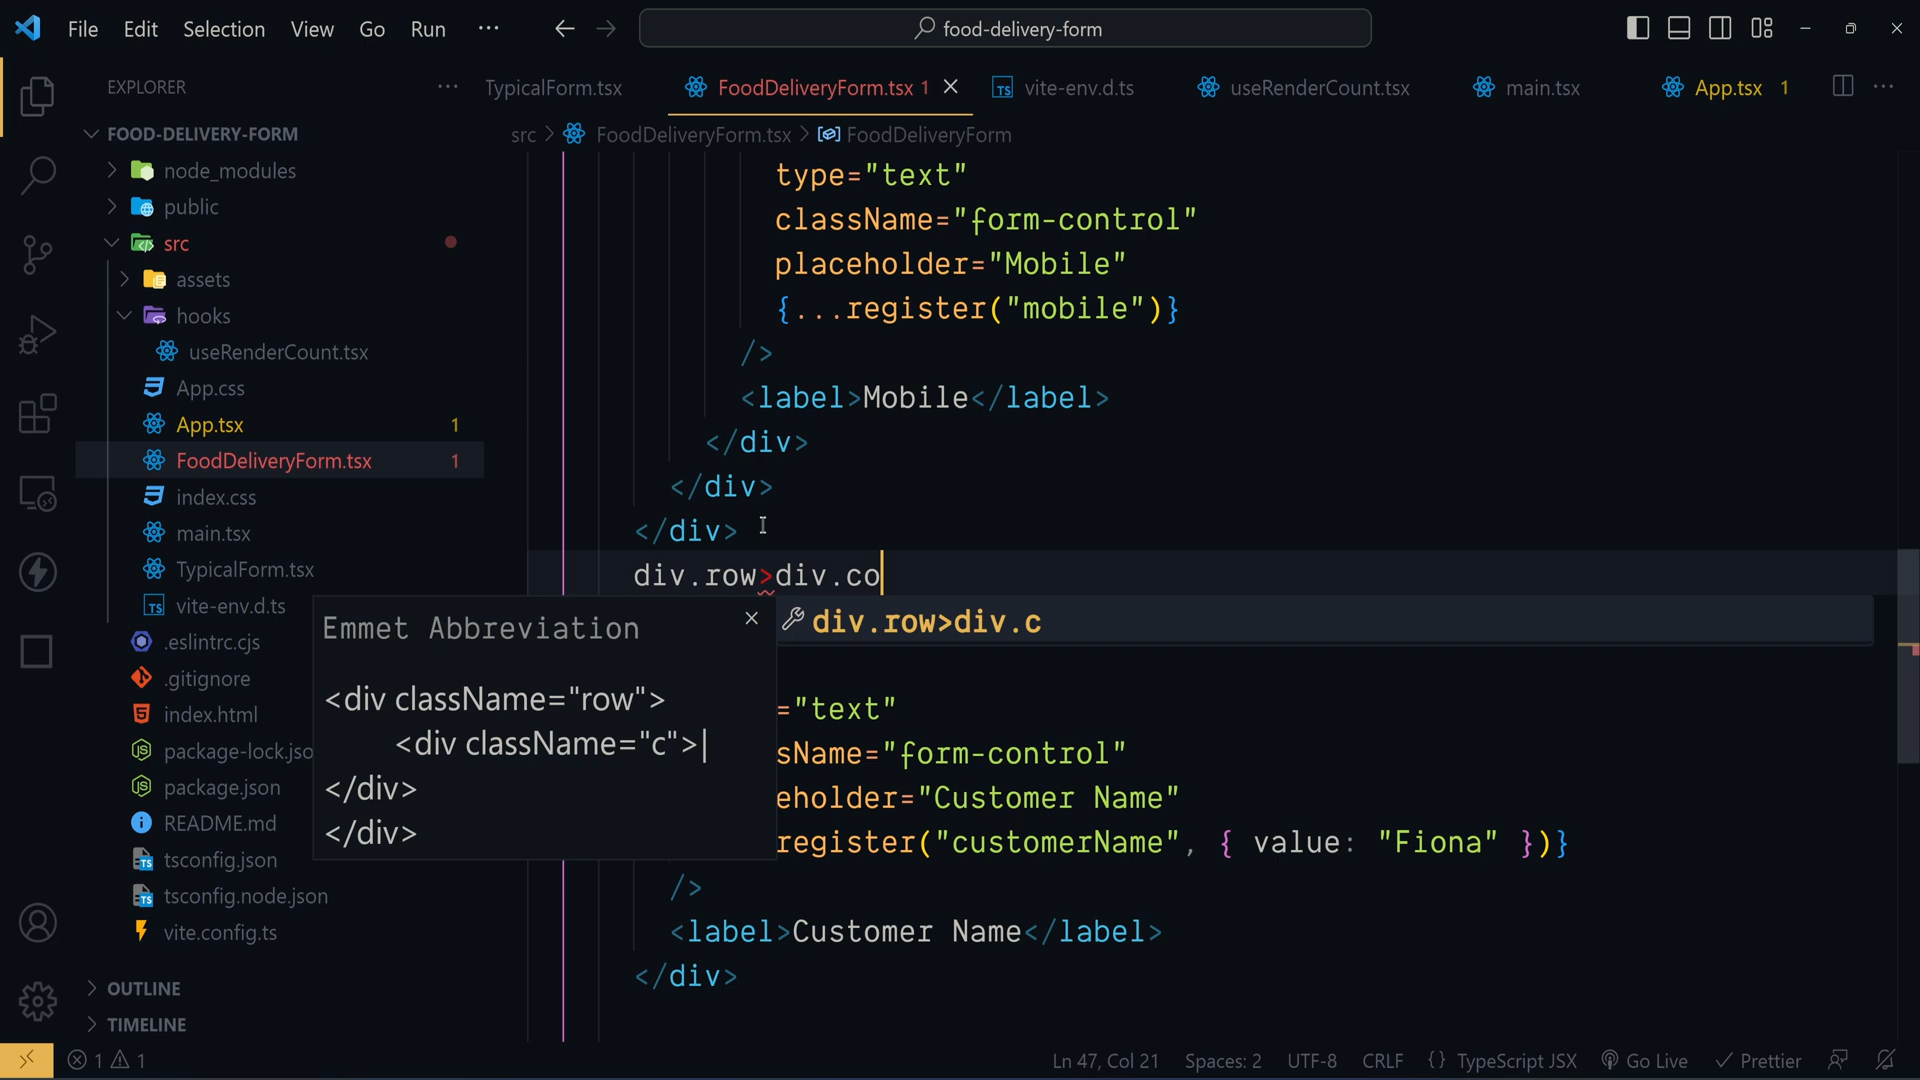 File Edit Selection View Go Run ··· food-delivery-form
EXPLORER ···
FOOD-DELIVERY-FORM
node_modules
public
src
assets
hooks
useRenderCount.tsx
App.css
App.tsx 1
FoodDeliveryForm.tsx 1
index.css
main.tsx
TypicalForm.tsx
vite-env.d.ts
.eslintrc.cjs
.gitignore
index.html
package-lock.jso
package.json
README.md
tsconfig.json
tsconfig.node.json
vite.config.ts
OUTLINE
TIMELINE
TypicalForm.tsx FoodDeliveryForm.tsx 1 vite-env.d.ts useRenderCount.tsx main.tsx App.tsx 1 ···
src > FoodDeliveryForm.tsx > FoodDeliveryForm
type="text"
className="form-control"
placeholder="Mobile"
{...register("mobile")}
/>
<label>Mobile</label>
</div>
</div>
</div>
div.row>div.co
div.row>div.c
Emmet Abbreviation
<div className="row">
<div className="c">|
</div>
</div>
="text"
sName="form-control"
eholder="Customer Name"
register("customerName", { value: "Fiona" })}
/>
<label>Customer Name</label>
</div>
1 1 Ln 47, Col 21 Spaces: 2 UTF-8 CRLF {} TypeScript JSX Go Live Prettier